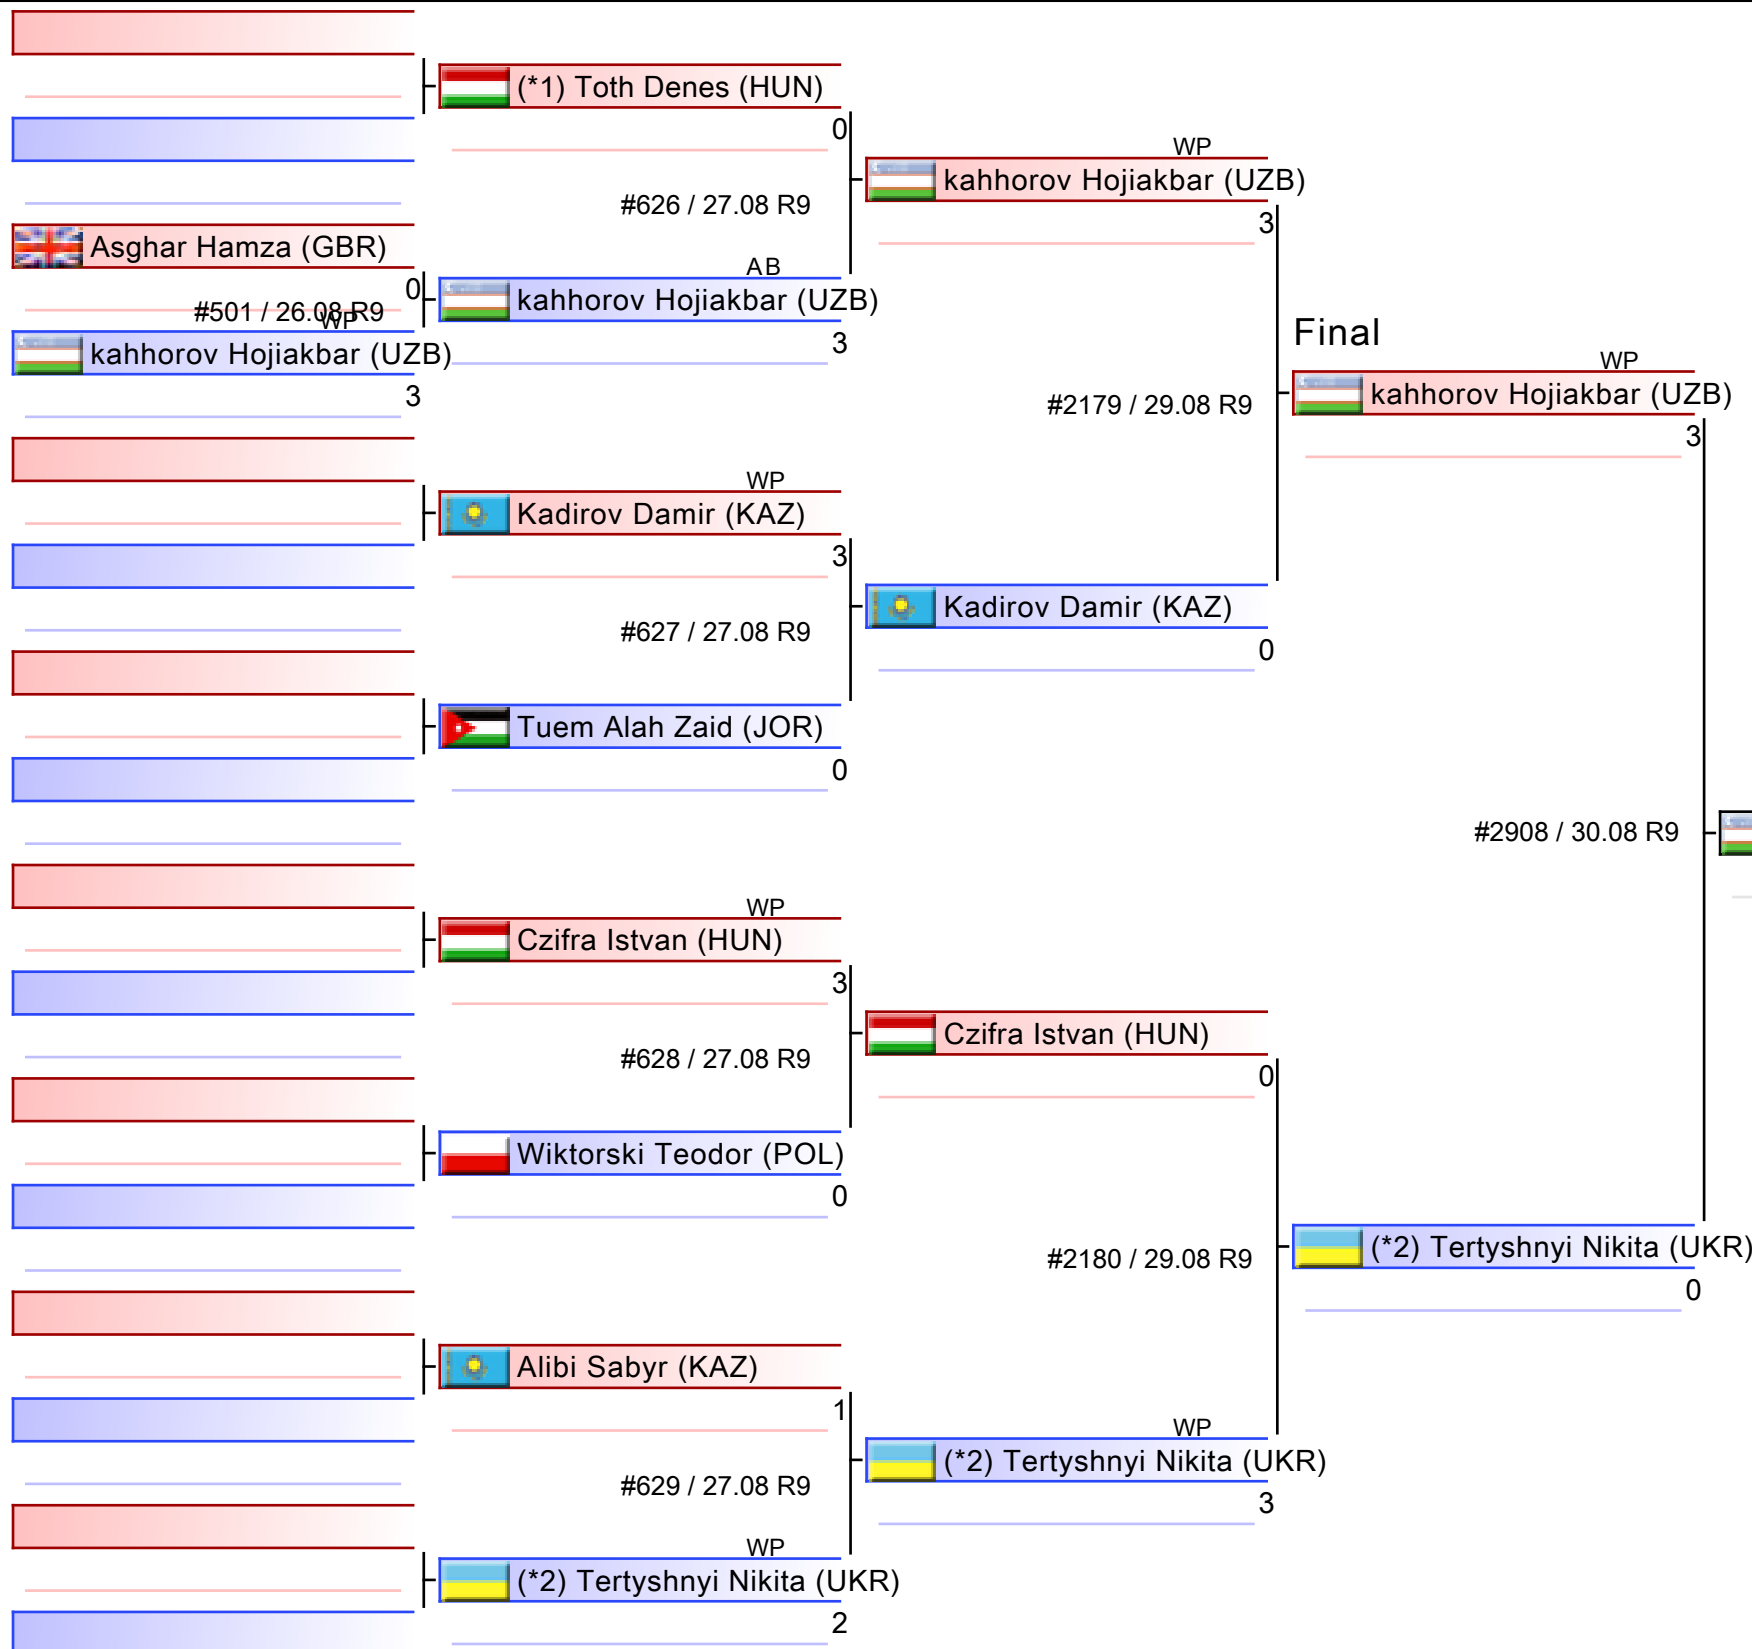 (*1) Toth Denes (HUN)
0
WP
kahhorov Hojiakbar (UZB)
3
#626 / 27.08 R9
Asghar Hamza (GBR)
0
#501 / 26.08 R9
WP
kahhorov Hojiakbar (UZB)
3
AB
kahhorov Hojiakbar (UZB)
3
Final
WP
kahhorov Hojiakbar (UZB)
3
#2179 / 29.08 R9
WP
Kadirov Damir (KAZ)
3
#627 / 27.08 R9
Kadirov Damir (KAZ)
0
Tuem Alah Zaid (JOR)
0
#2908 / 30.08 R9
WP
Czifra Istvan (HUN)
3
#628 / 27.08 R9
Czifra Istvan (HUN)
0
Wiktorski Teodor (POL)
0
#2180 / 29.08 R9
(*2) Tertyshnyi Nikita (UKR)
0
Alibi Sabyr (KAZ)
1
#629 / 27.08 R9
WP
(*2) Tertyshnyi Nikita (UKR)
3
WP
(*2) Tertyshnyi Nikita (UKR)
2